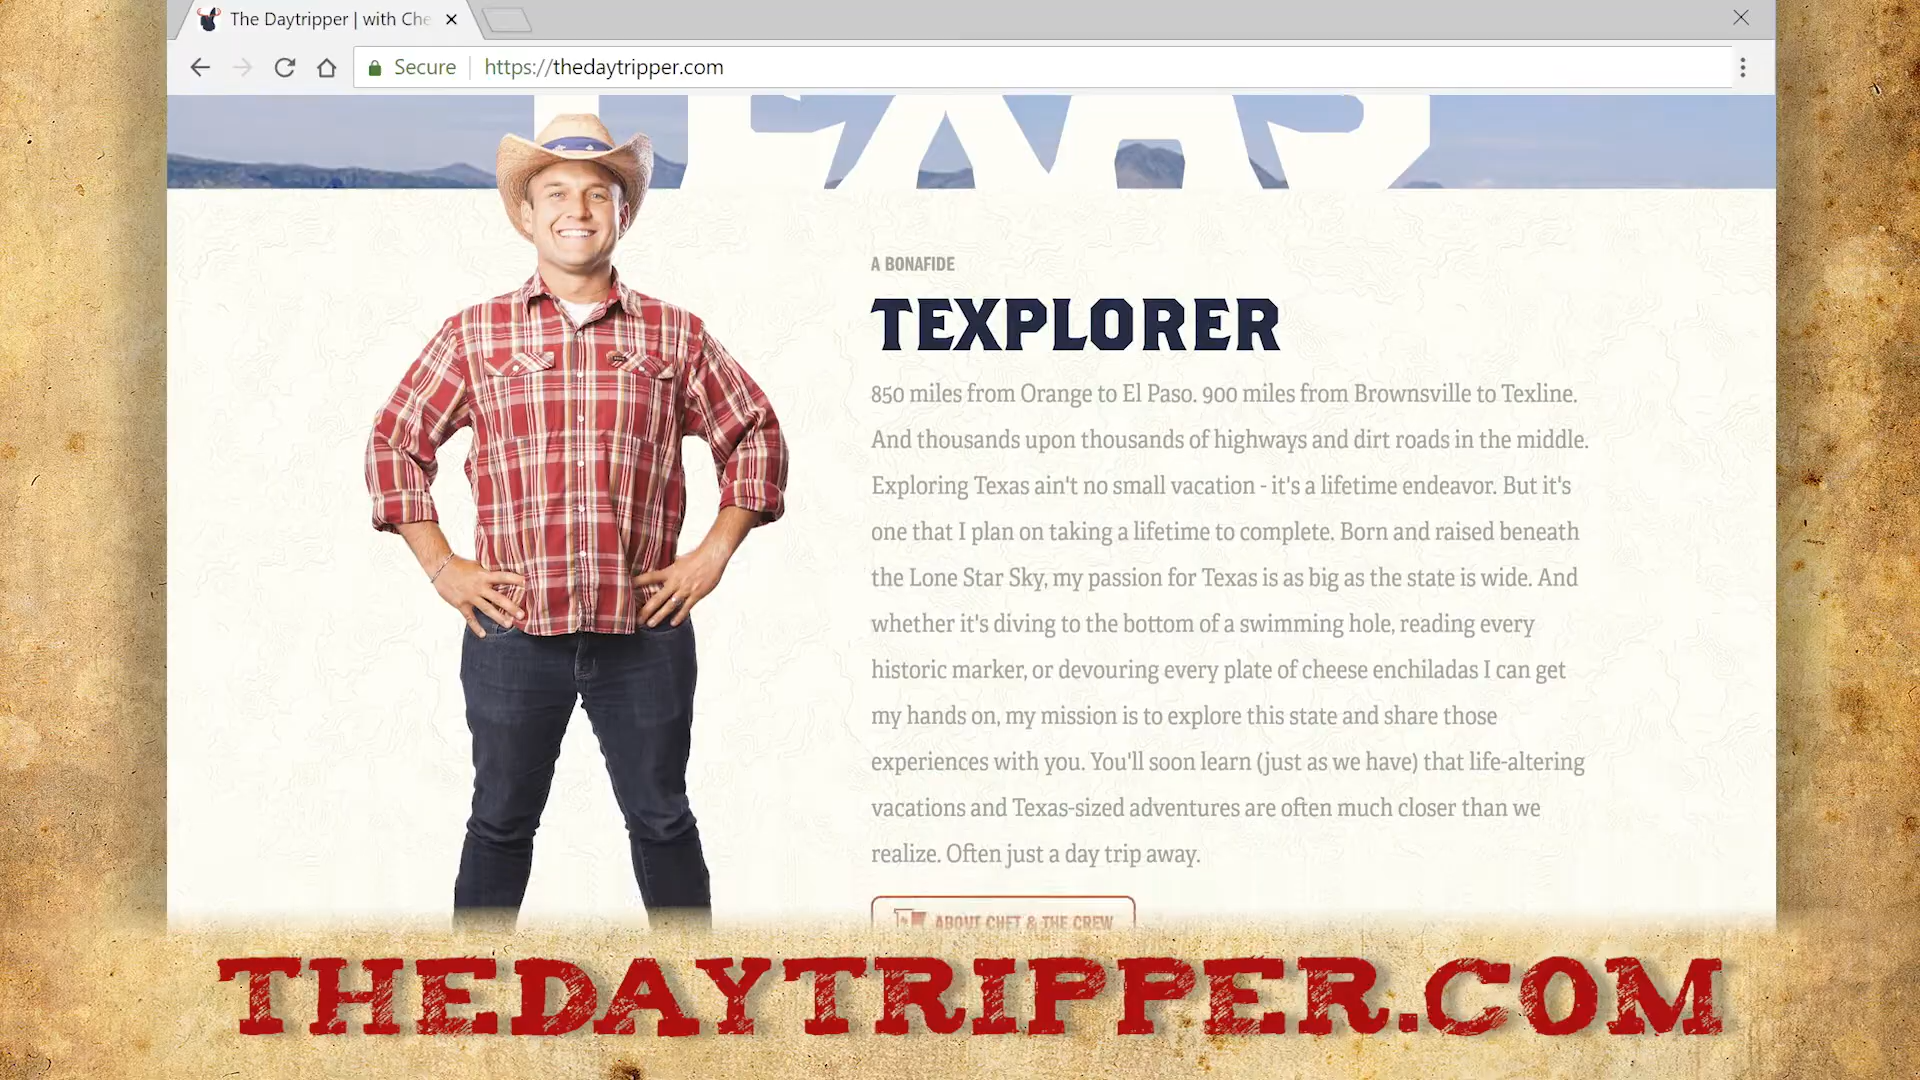 The Daytripper | with Che
Secure
https://thedaytripper.com
TEXAS
A BONAFIDE
TEXPLORER
850 miles from Orange to El Paso. 900 miles from Brownsville to Texline.
And thousands upon thousands of highways and dirt roads in the middle.
Exploring Texas ain't no small vacation - it's a lifetime endeavor. But it's
one that I plan on taking a lifetime to complete. Born and raised beneath
the Lone Star Sky, my passion for Texas is as big as the state is wide. And
whether it's diving to the bottom of a swimming hole, reading every
historic marker, or devouring every plate of cheese enchiladas I can get
my hands on, my mission is to explore this state and share those
experiences with you. You'll soon learn (just as we have) that life-altering
vacations and Texas-sized adventures are often much closer than we
realize. Often just a day trip away.
ABOUT CHET & THE CREW
THEDAYTRIPPER.COM